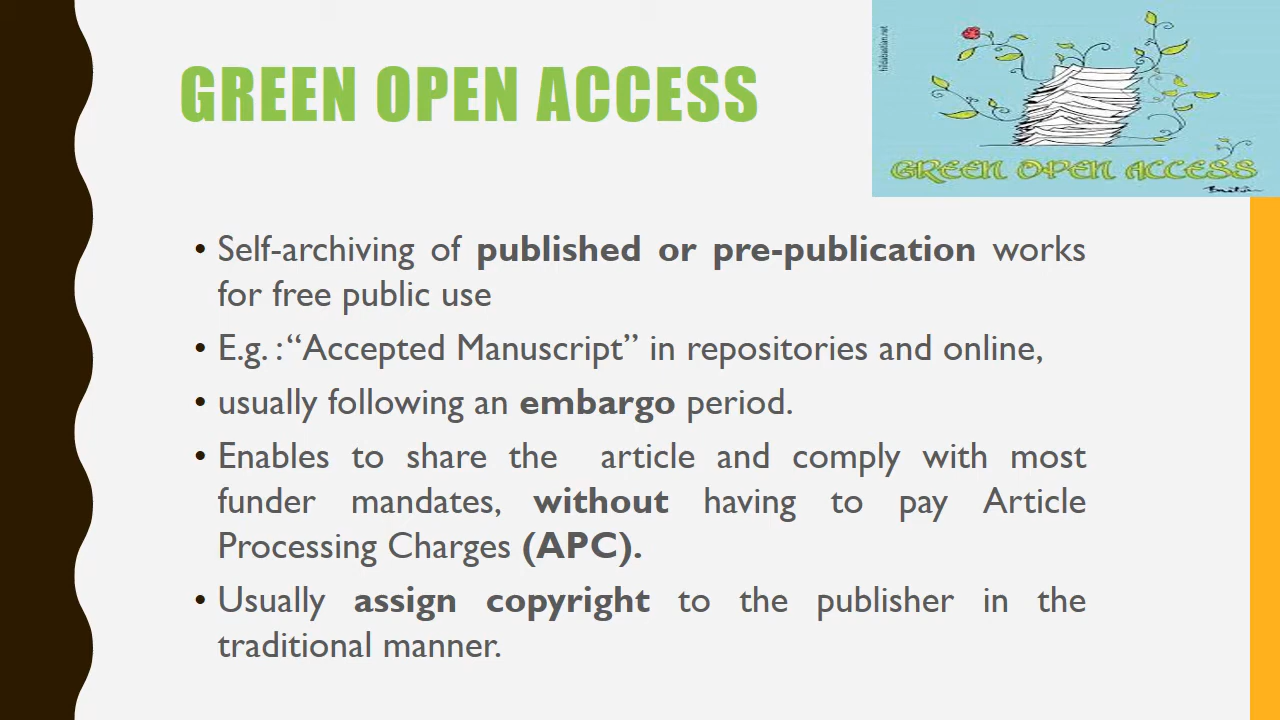 GREEN OPEN ACCESS
hildabastian.net
GREEN OPEN ACCESS
• Self-archiving of published or pre-publication works
for free public use
• E.g. : “Accepted Manuscript” in repositories and online,
• usually following an embargo period.
• Enables to share the article and comply with most
funder mandates, without having to pay Article
Processing Charges (APC).
• Usually assign copyright to the publisher in the
traditional manner.